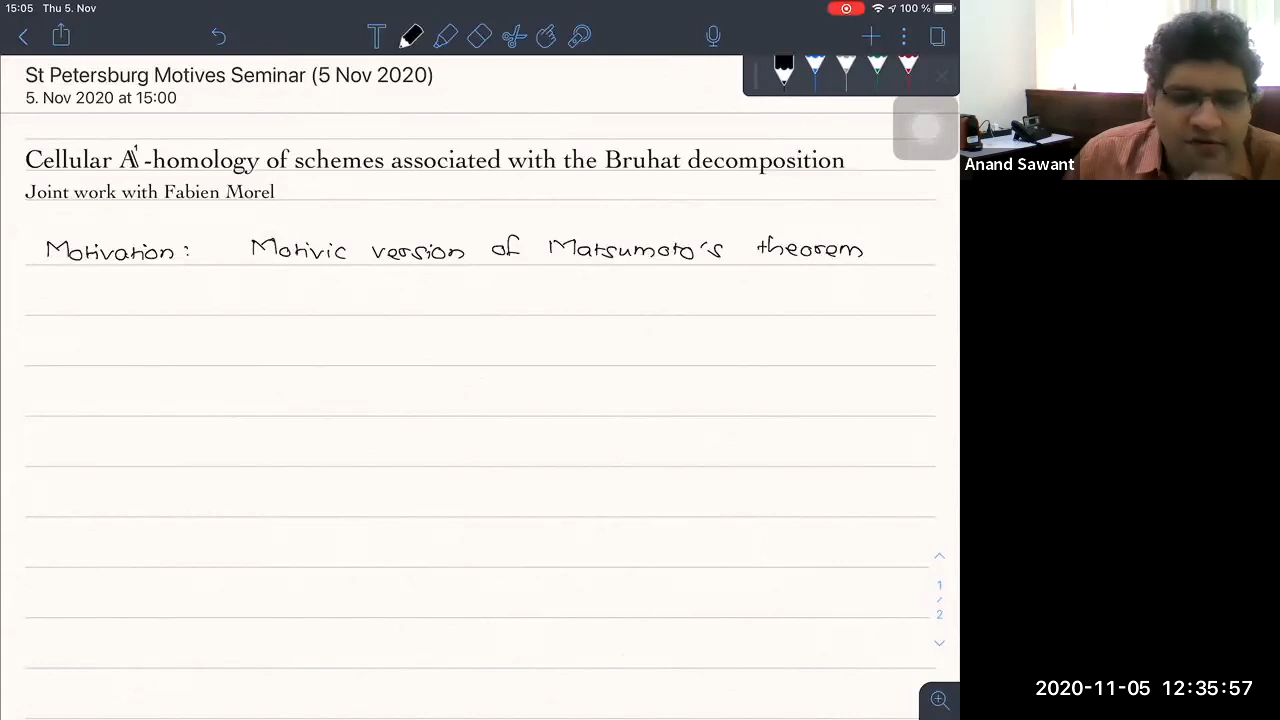 15:05 Thu 5. Nov
100 %
St Petersburg Motives Seminar (5 Nov 2020)
5. Nov 2020 at 15:00
Cellular A¹-homology of schemes associated with the Bruhat decomposition
Joint work with Fabien Morel
Motivation: Motivic version of Matsumoto's theorem
Anand Sawant
1
2
2020-11-05 12:35:57